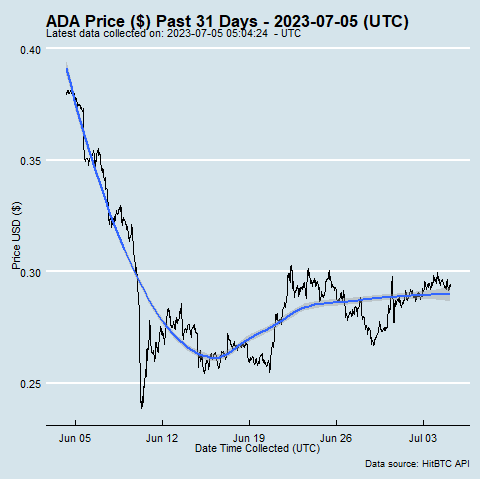 ADA Price ($) Past 31 Days - 2023-07-05 (UTC)
Latest data collected on: 2023-07-05 05:04:24 - UTC
0.40
0.35
0.30
0.25
Price USD ($)
Jun 05 Jun 12 Jun 19 Jun 26 Jul 03
Date Time Collected (UTC)
Data source: HitBTC API